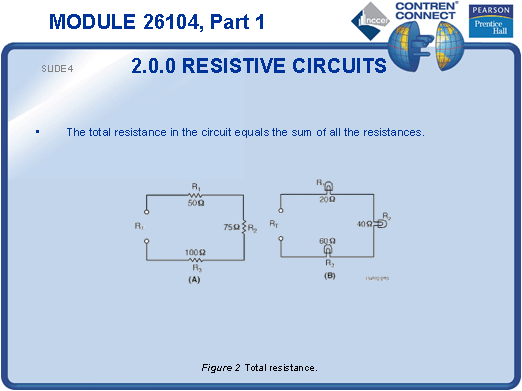 MODULE 26104, Part 1
nccer
CONTREN®
CONNECT
PEARSON
Prentice
Hall
SLIDE 4
2.0.0 RESISTIVE CIRCUITS
• The total resistance in the circuit equals the sum of all the resistances.
R1
50Ω
RT
75Ω R2
100Ω
R3
(A)
R1
20Ω
RT
40Ω R2
60Ω
R3
(B)
Figure 2 Total resistance.